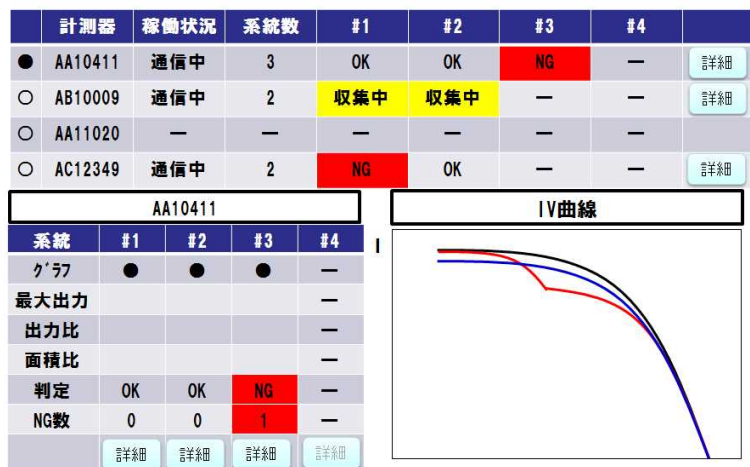 計測器 稼働状況 系統数 #1 #2 #3 #4
● AA10411 通信中 3 OK OK NG ー 詳細
○ AB10009 通信中 2 収集中 収集中 ー ー 詳細
○ AA11020 ー ー ー ー ー ー
○ AC12349 通信中 2 NG OK ー ー 詳細
AA10411
系統 #1 #2 #3 #4
グラフ ● ● ● ー
最大出力 ー
出力比 ー
面積比 ー
判定 OK OK NG ー
NG数 0 0 1 ー
詳細 詳細 詳細 詳細
IV曲線
I